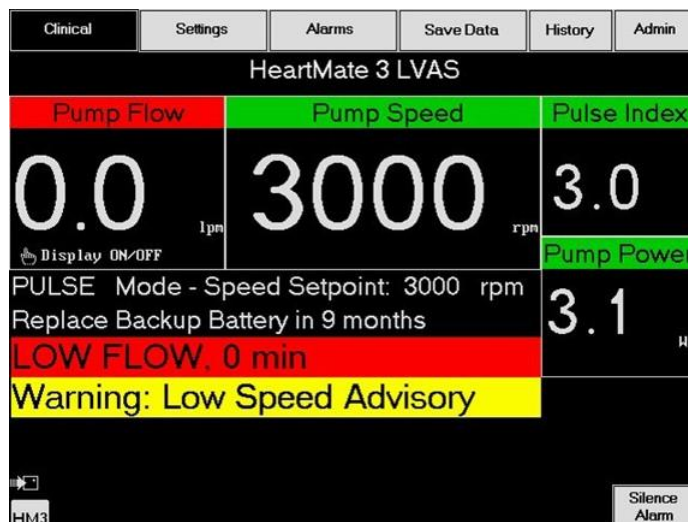 Clinical Settings Alarms Save Data History Admin
HeartMate 3 LVAS
Pump Flow Pump Speed Pulse Index
0.0 lpm 3000 rpm 3.0
Display ON/OFF
Pump Power
PULSE Mode - Speed Setpoint: 3000 rpm
3.1 W
Replace Backup Battery in 9 months
LOW FLOW, 0 min
Warning: Low Speed Advisory
Silence
Alarm
HM3